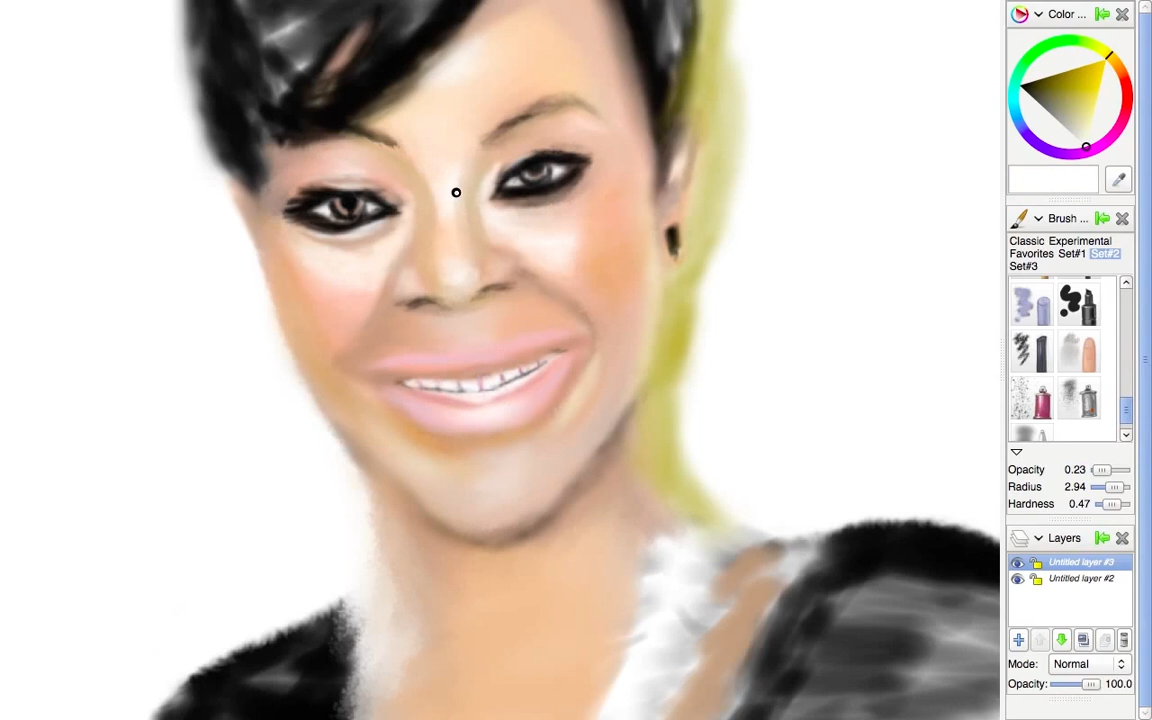 Color ...
Brush ...
Classic Experimental
Favorites Set#1 Set#2
Set#3
Opacity 0.23
Radius 2.94
Hardness 0.47
Layers
Untitled layer #3
Untitled layer #2
Mode: Normal
Opacity: 100.0